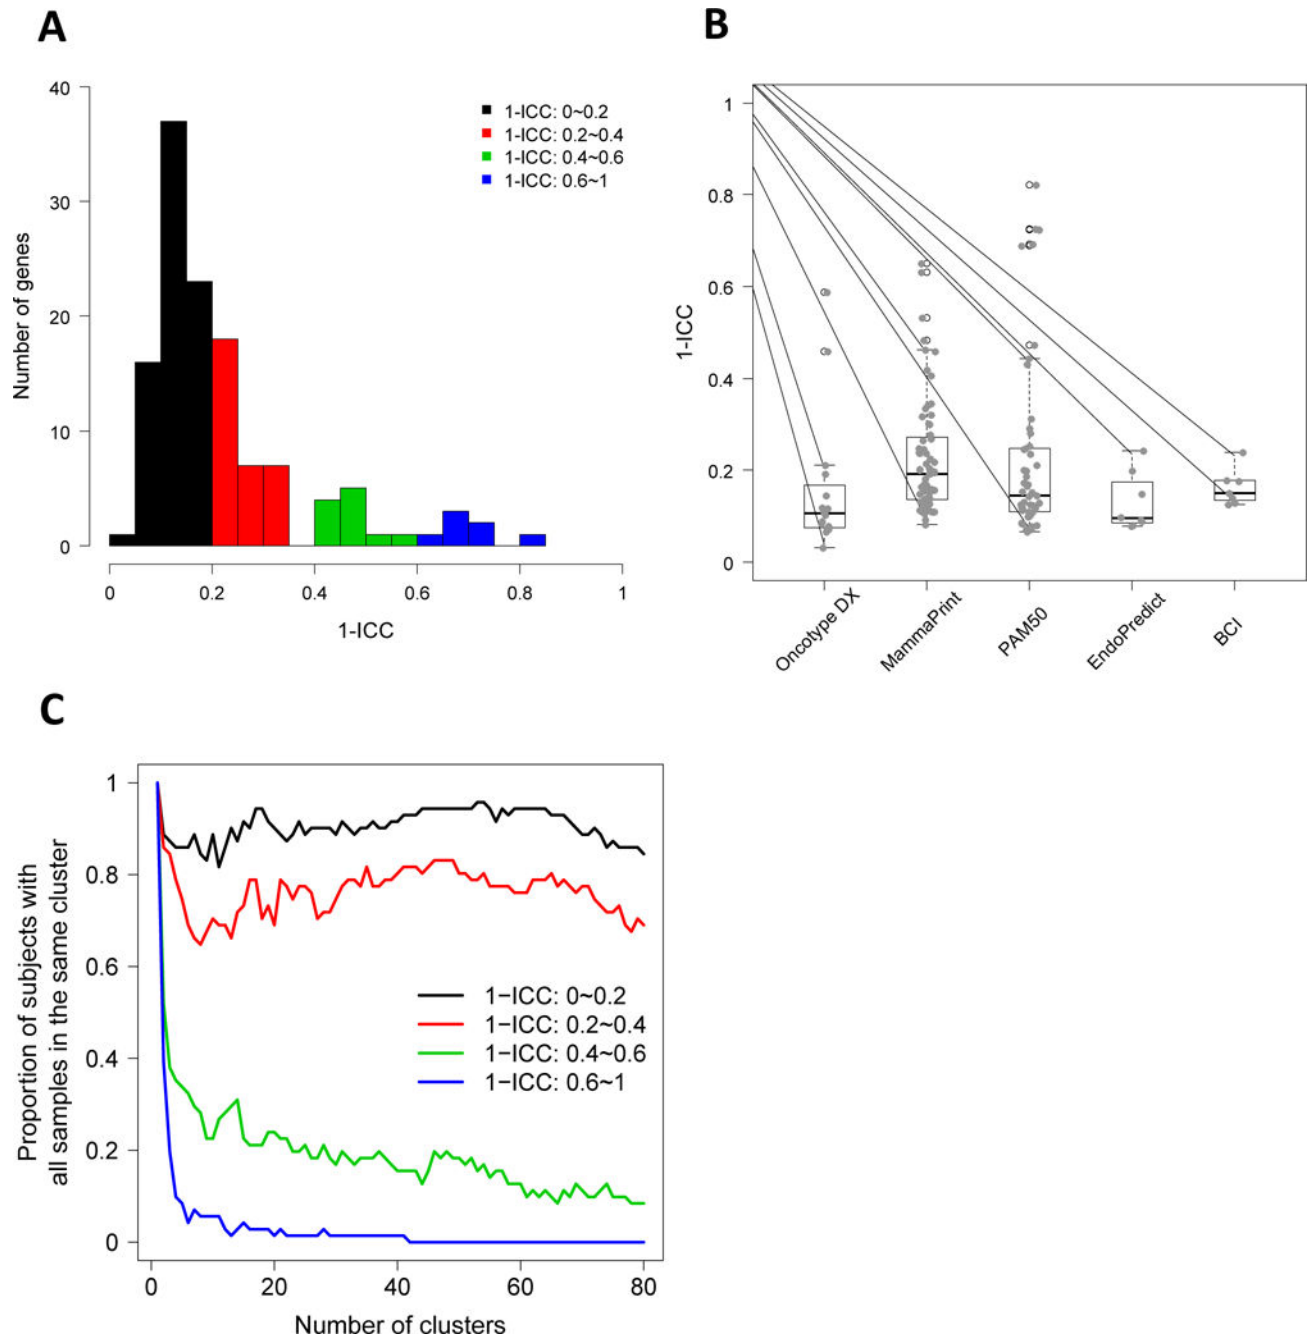 A
40
30
20
10
0
Number of genes
1-ICC: 0~0.2
1-ICC: 0.2~0.4
1-ICC: 0.4~0.6
1-ICC: 0.6~1
0 0.2 0.4 0.6 0.8 1
1-ICC
B
1
0.8
0.6
0.4
0.2
0
1-ICC
Oncotype DX
MammaPrint
PAM50
EndoPredict
BCI
C
1
0.8
0.6
0.4
0.2
0
Proportion of subjects with
all samples in the same cluster
1−ICC: 0~0.2
1−ICC: 0.2~0.4
1−ICC: 0.4~0.6
1−ICC: 0.6~1
0 20 40 60 80
Number of clusters